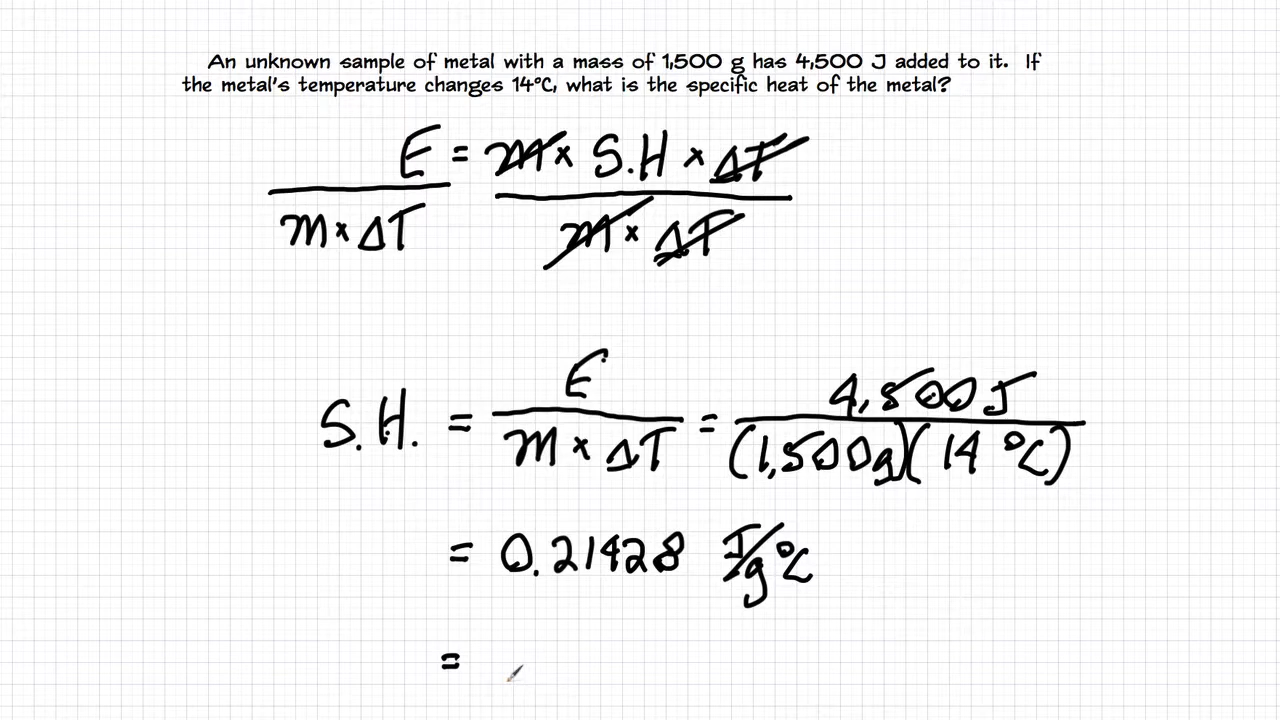 An unknown sample of metal with a mass of 1,500 g has 4,500 J added to it. If
the metal's temperature changes 14°C, what is the specific heat of the metal?
E = m × S.H × ΔT
m × ΔT m × ΔT
S.H. = E / m × ΔT = 4,500 J / (1,500g)(14 °C)
= 0.21428 J/g°C
=